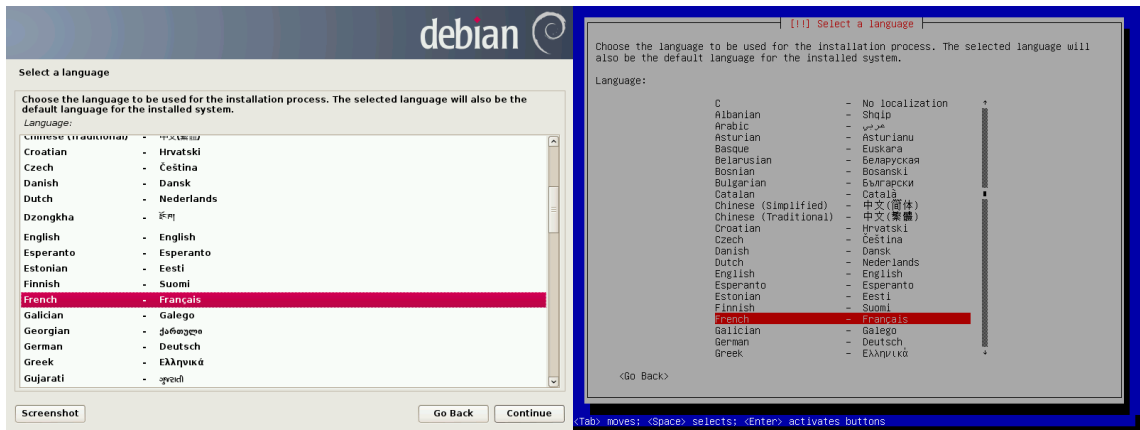 debian
Select a language
Choose the language to be used for the installation process. The selected language will also be the
default language for the installed system.
Language:
Chinese (Traditional) - 中文(繁體)
Croatian - Hrvatski
Czech - Čeština
Danish - Dansk
Dutch - Nederlands
Dzongkha - རྫོང་ཁ།
English - English
Esperanto - Esperanto
Estonian - Eesti
Finnish - Suomi
French - Français
Galician - Galego
Georgian - ქართული
German - Deutsch
Greek - Ελληνικά
Gujarati - ગુજરાતી
Screenshot
Go Back
Continue
[!!] Select a language
Choose the language to be used for the installation process. The selected language will
also be the default language for the installed system.
Language:
C - No localization
Albanian - Shqip
Arabic - عربي
Asturian - Asturianu
Basque - Euskara
Belarusian - Беларуская
Bosnian - Bosanski
Bulgarian - Български
Catalan - Català
Chinese (Simplified) - 中文(简体)
Chinese (Traditional) - 中文(繁體)
Croatian - Hrvatski
Czech - Čeština
Danish - Dansk
Dutch - Nederlands
English - English
Esperanto - Esperanto
Estonian - Eesti
Finnish - Suomi
French - Français
Galician - Galego
German - Deutsch
Greek - Ελληνικά
<Go Back>
<Tab> moves; <Space> selects; <Enter> activates buttons